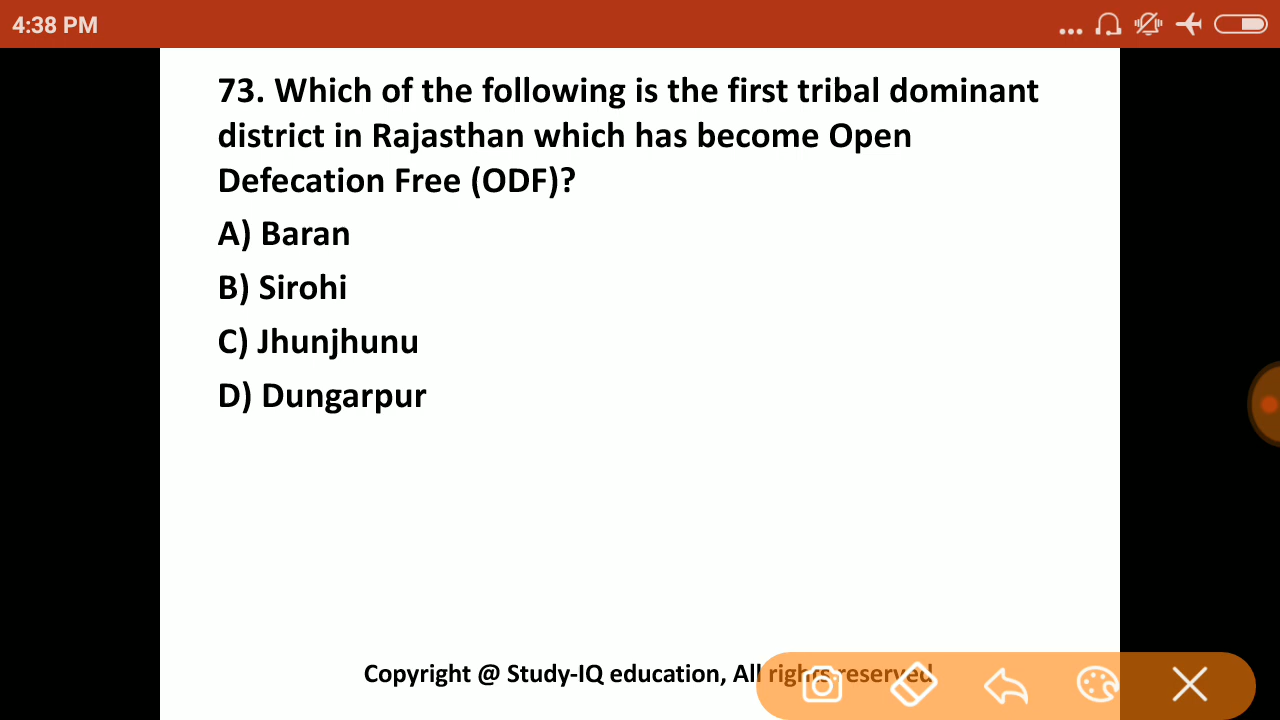 4:38 PM
73. Which of the following is the first tribal dominant
district in Rajasthan which has become Open
Defecation Free (ODF)?
A) Baran
B) Sirohi
C) Jhunjhunu
D) Dungarpur
Copyright @ Study-IQ education, All rights reserved